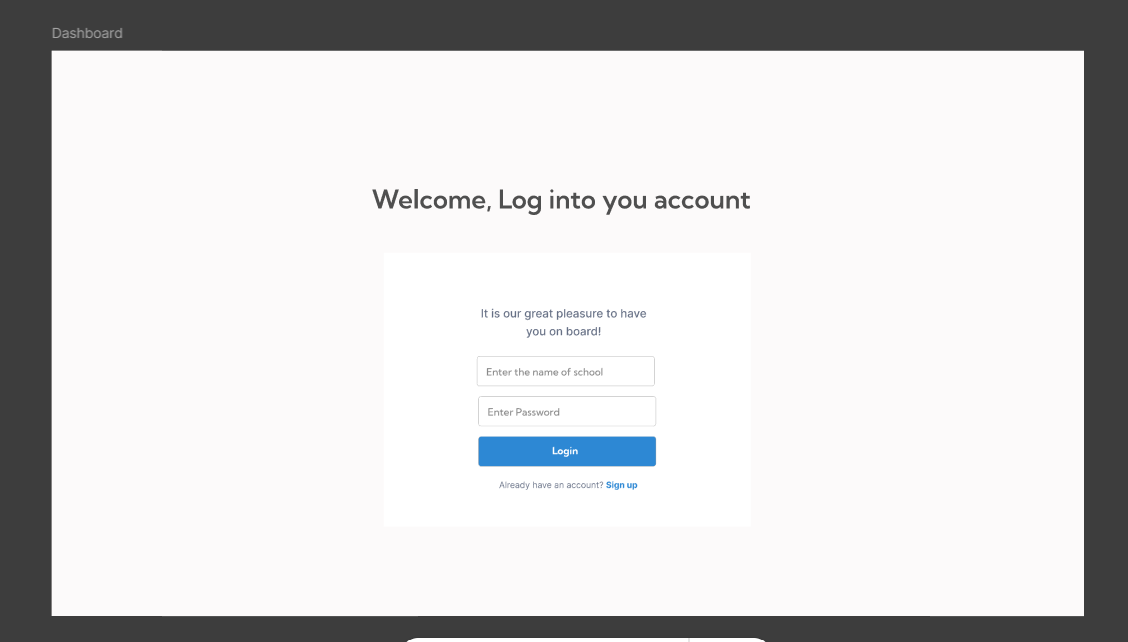 Dashboard
Welcome, Log into you account
It is our great pleasure to have
you on board!
Enter the name of school
Enter Password
Login
Already have an account? Sign up